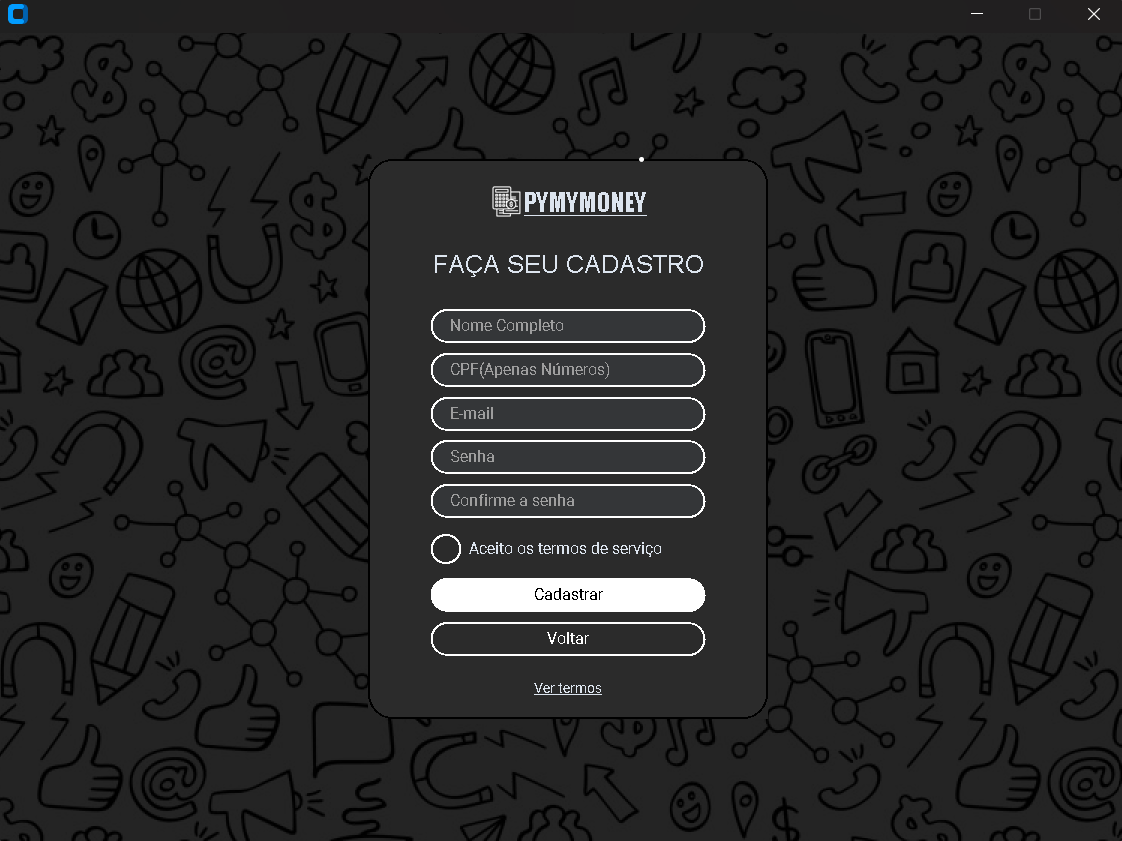 PYMYMONEY
FAÇA SEU CADASTRO
Nome Completo
CPF(Apenas Números)
E-mail
Senha
Confirme a senha
Aceito os termos de serviço
Cadastrar
Voltar
Ver termos